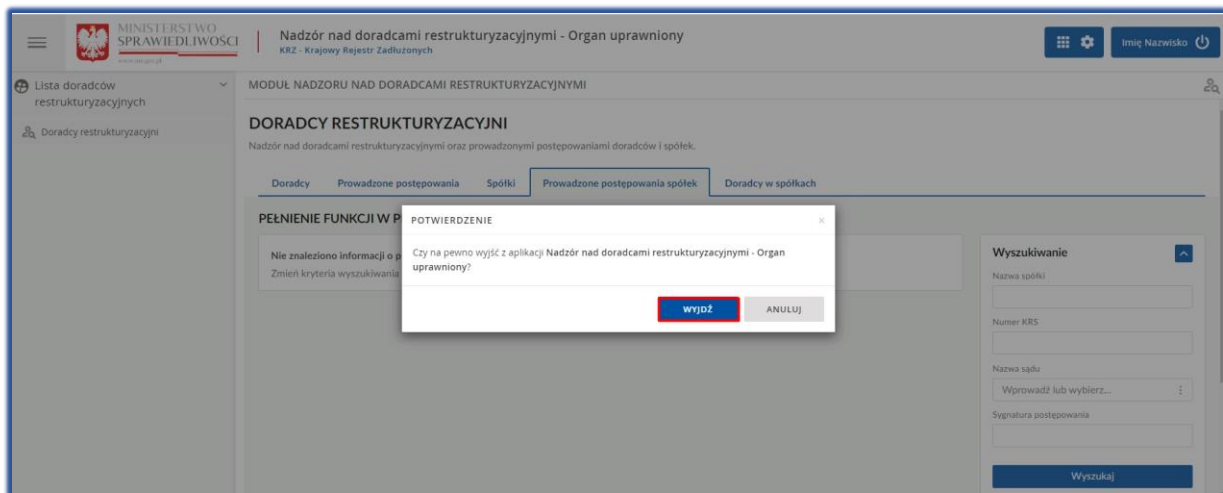 MINISTERSTWO
SPRAWIEDLIWOŚCI
www.ms.gov.pl
Nadzór nad doradcami restrukturyzacyjnymi - Organ uprawniony
KRZ - Krajowy Rejestr Zadłużonych
Imię Nazwisko
Lista doradców
restrukturyzacyjnych
Doradcy restrukturyzacyjni
MODUŁ NADZORU NAD DORADCAMI RESTRUKTURYZACYJNYMI
DORADCY RESTRUKTURYZACYJNI
Nadzór nad doradcami restrukturyzacyjnymi oraz prowadzonymi postępowaniami doradców i spółek.
Doradcy Prowadzone postępowania Spółki Prowadzone postępowania spółek Doradcy w spółkach
PEŁNIENIE FUNKCJI W P
Nie znaleziono informacji o p
Zmień kryteria wyszukiwania
POTWIERDZENIE
Czy na pewno wyjść z aplikacji Nadzór nad doradcami restrukturyzacyjnymi - Organ
uprawniony?
WYJDŹ ANULUJ
Wyszukiwanie
Nazwa spółki
Numer KRS
Nazwa sądu
Wprowadź lub wybierz...
Sygnatura postępowania
Wyszukaj